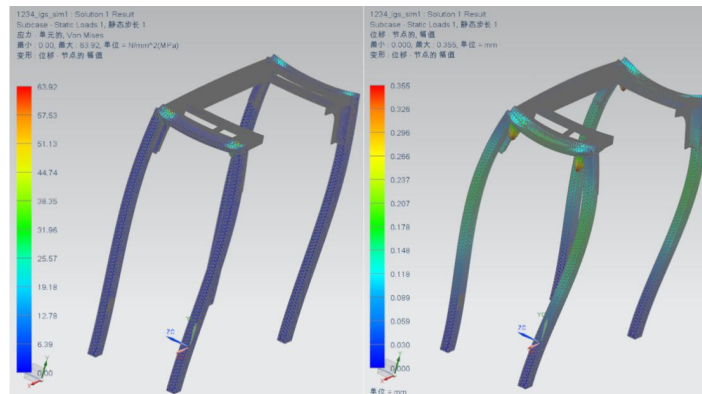 1234_lgs_sim1 : Solution 1 Result
Subcase - Static Loads 1, 静态步长 1
应力 - 单元的, Von Mises
最小 : 0.00, 最大 : 63.92, 单位 = N/mm^2(MPa)
变形 : 位移 - 节点的 幅值
63.92
57.53
51.13
44.74
38.35
31.96
25.57
19.18
12.78
6.39
0.00
ZC
Y
X
1234_lgs_sim1 : Solution 1 Result
Subcase - Static Loads 1, 静态步长 1
位移 - 节点的, 幅值
最小 : 0.000, 最大 : 0.355, 单位 = mm
变形 : 位移 - 节点的 幅值
0.355
0.326
0.296
0.266
0.237
0.207
0.178
0.148
0.118
0.089
0.059
0.030
0.000
YC
ZC
Y
X
单位 = mm